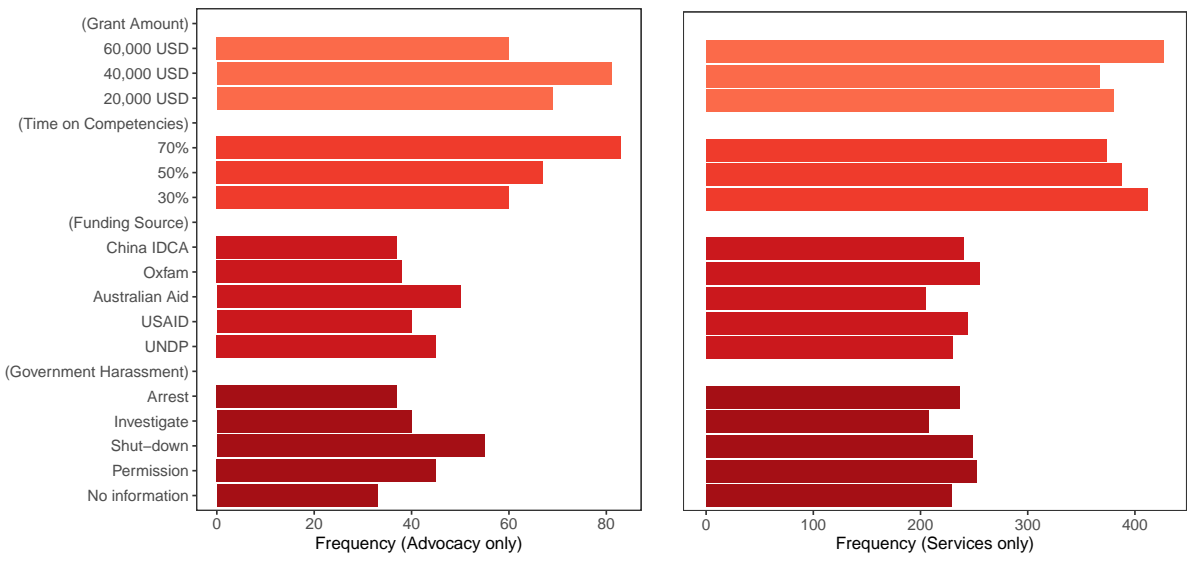 (Grant Amount)
60,000 USD
40,000 USD
20,000 USD
(Time on Competencies)
70%
50%
30%
(Funding Source)
China IDCA
Oxfam
Australian Aid
USAID
UNDP
(Government Harassment)
Arrest
Investigate
Shut−down
Permission
No information
0 20 40 60 80
Frequency (Advocacy only)
0 100 200 300 400
Frequency (Services only)